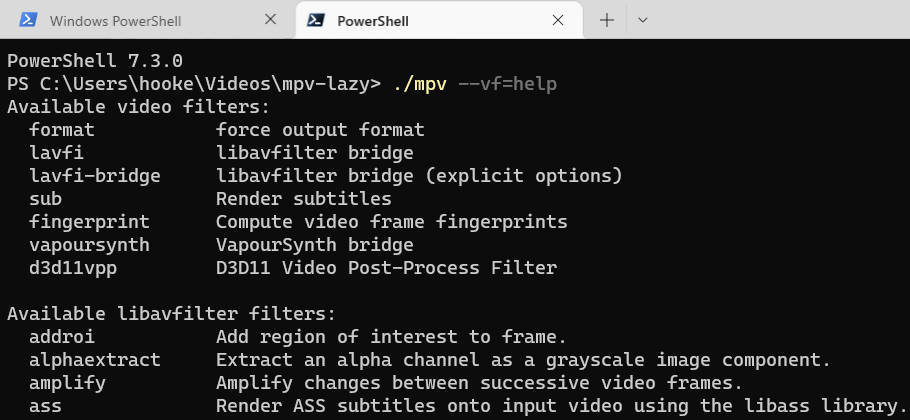 Windows PowerShell
PowerShell
PowerShell 7.3.0
PS C:\Users\hooke\Videos\mpv-lazy> ./mpv --vf=help
Available video filters:
format force output format
lavfi libavfilter bridge
lavfi-bridge libavfilter bridge (explicit options)
sub Render subtitles
fingerprint Compute video frame fingerprints
vapoursynth VapourSynth bridge
d3d11vpp D3D11 Video Post-Process Filter
Available libavfilter filters:
addroi Add region of interest to frame.
alphaextract Extract an alpha channel as a grayscale image component.
amplify Amplify changes between successive video frames.
ass Render ASS subtitles onto input video using the libass library.